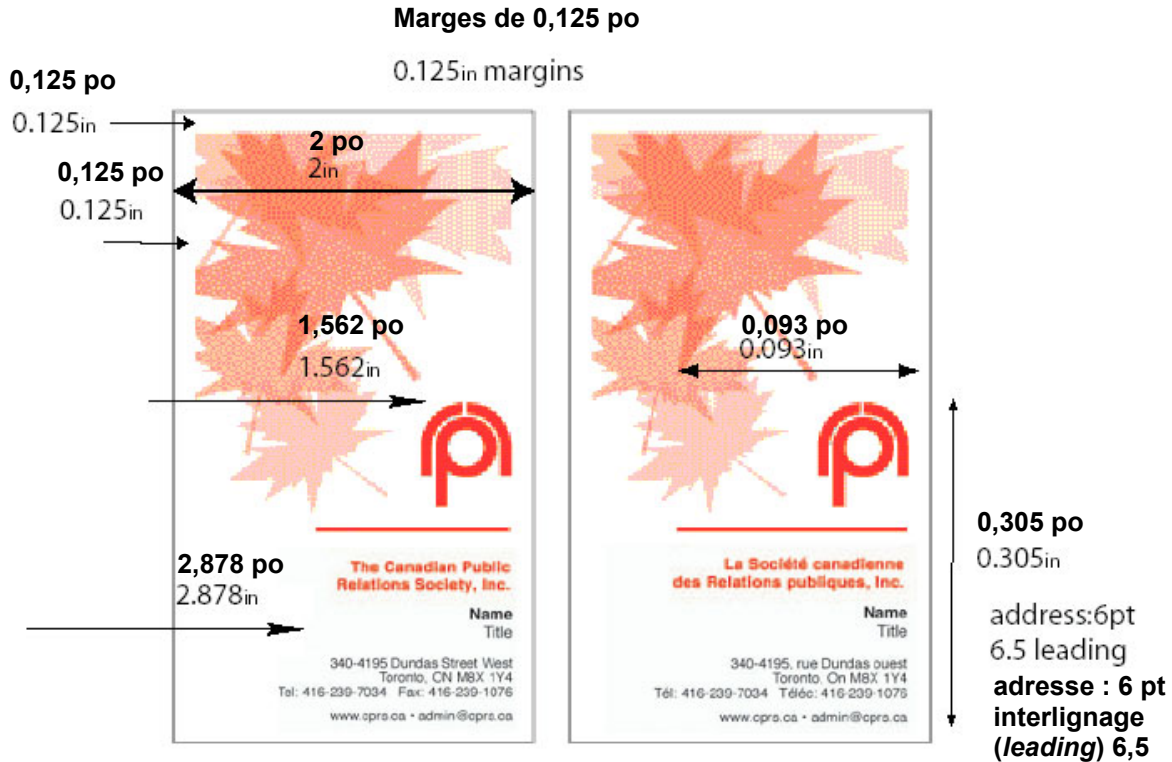 Marges de 0,125 po
0.125in margins
0,125 po
0.125in
0,125 po
0.125in
2 po
2in
1,562 po
1.562in
0,093 po
0.093in
2,878 po
2.878in
The Canadian Public
Relations Society, Inc.
Name
Title
340-4195 Dundas Street West
Toronto, ON M8X 1Y4
Tel: 416-239-7034 Fax: 416-239-1076
www.cprs.ca • admin@cprs.ca
La Société canadienne
des Relations publiques, Inc.
Name
Title
340-4195, rue Dundas ouest
Toronto, On M8X 1Y4
Tél: 416-239-7034 Téléc: 416-239-1076
www.cprs.ca • admin@cprs.ca
0,305 po
0.305in
address:6pt
6.5 leading
adresse : 6 pt
interlignage
(leading) 6,5